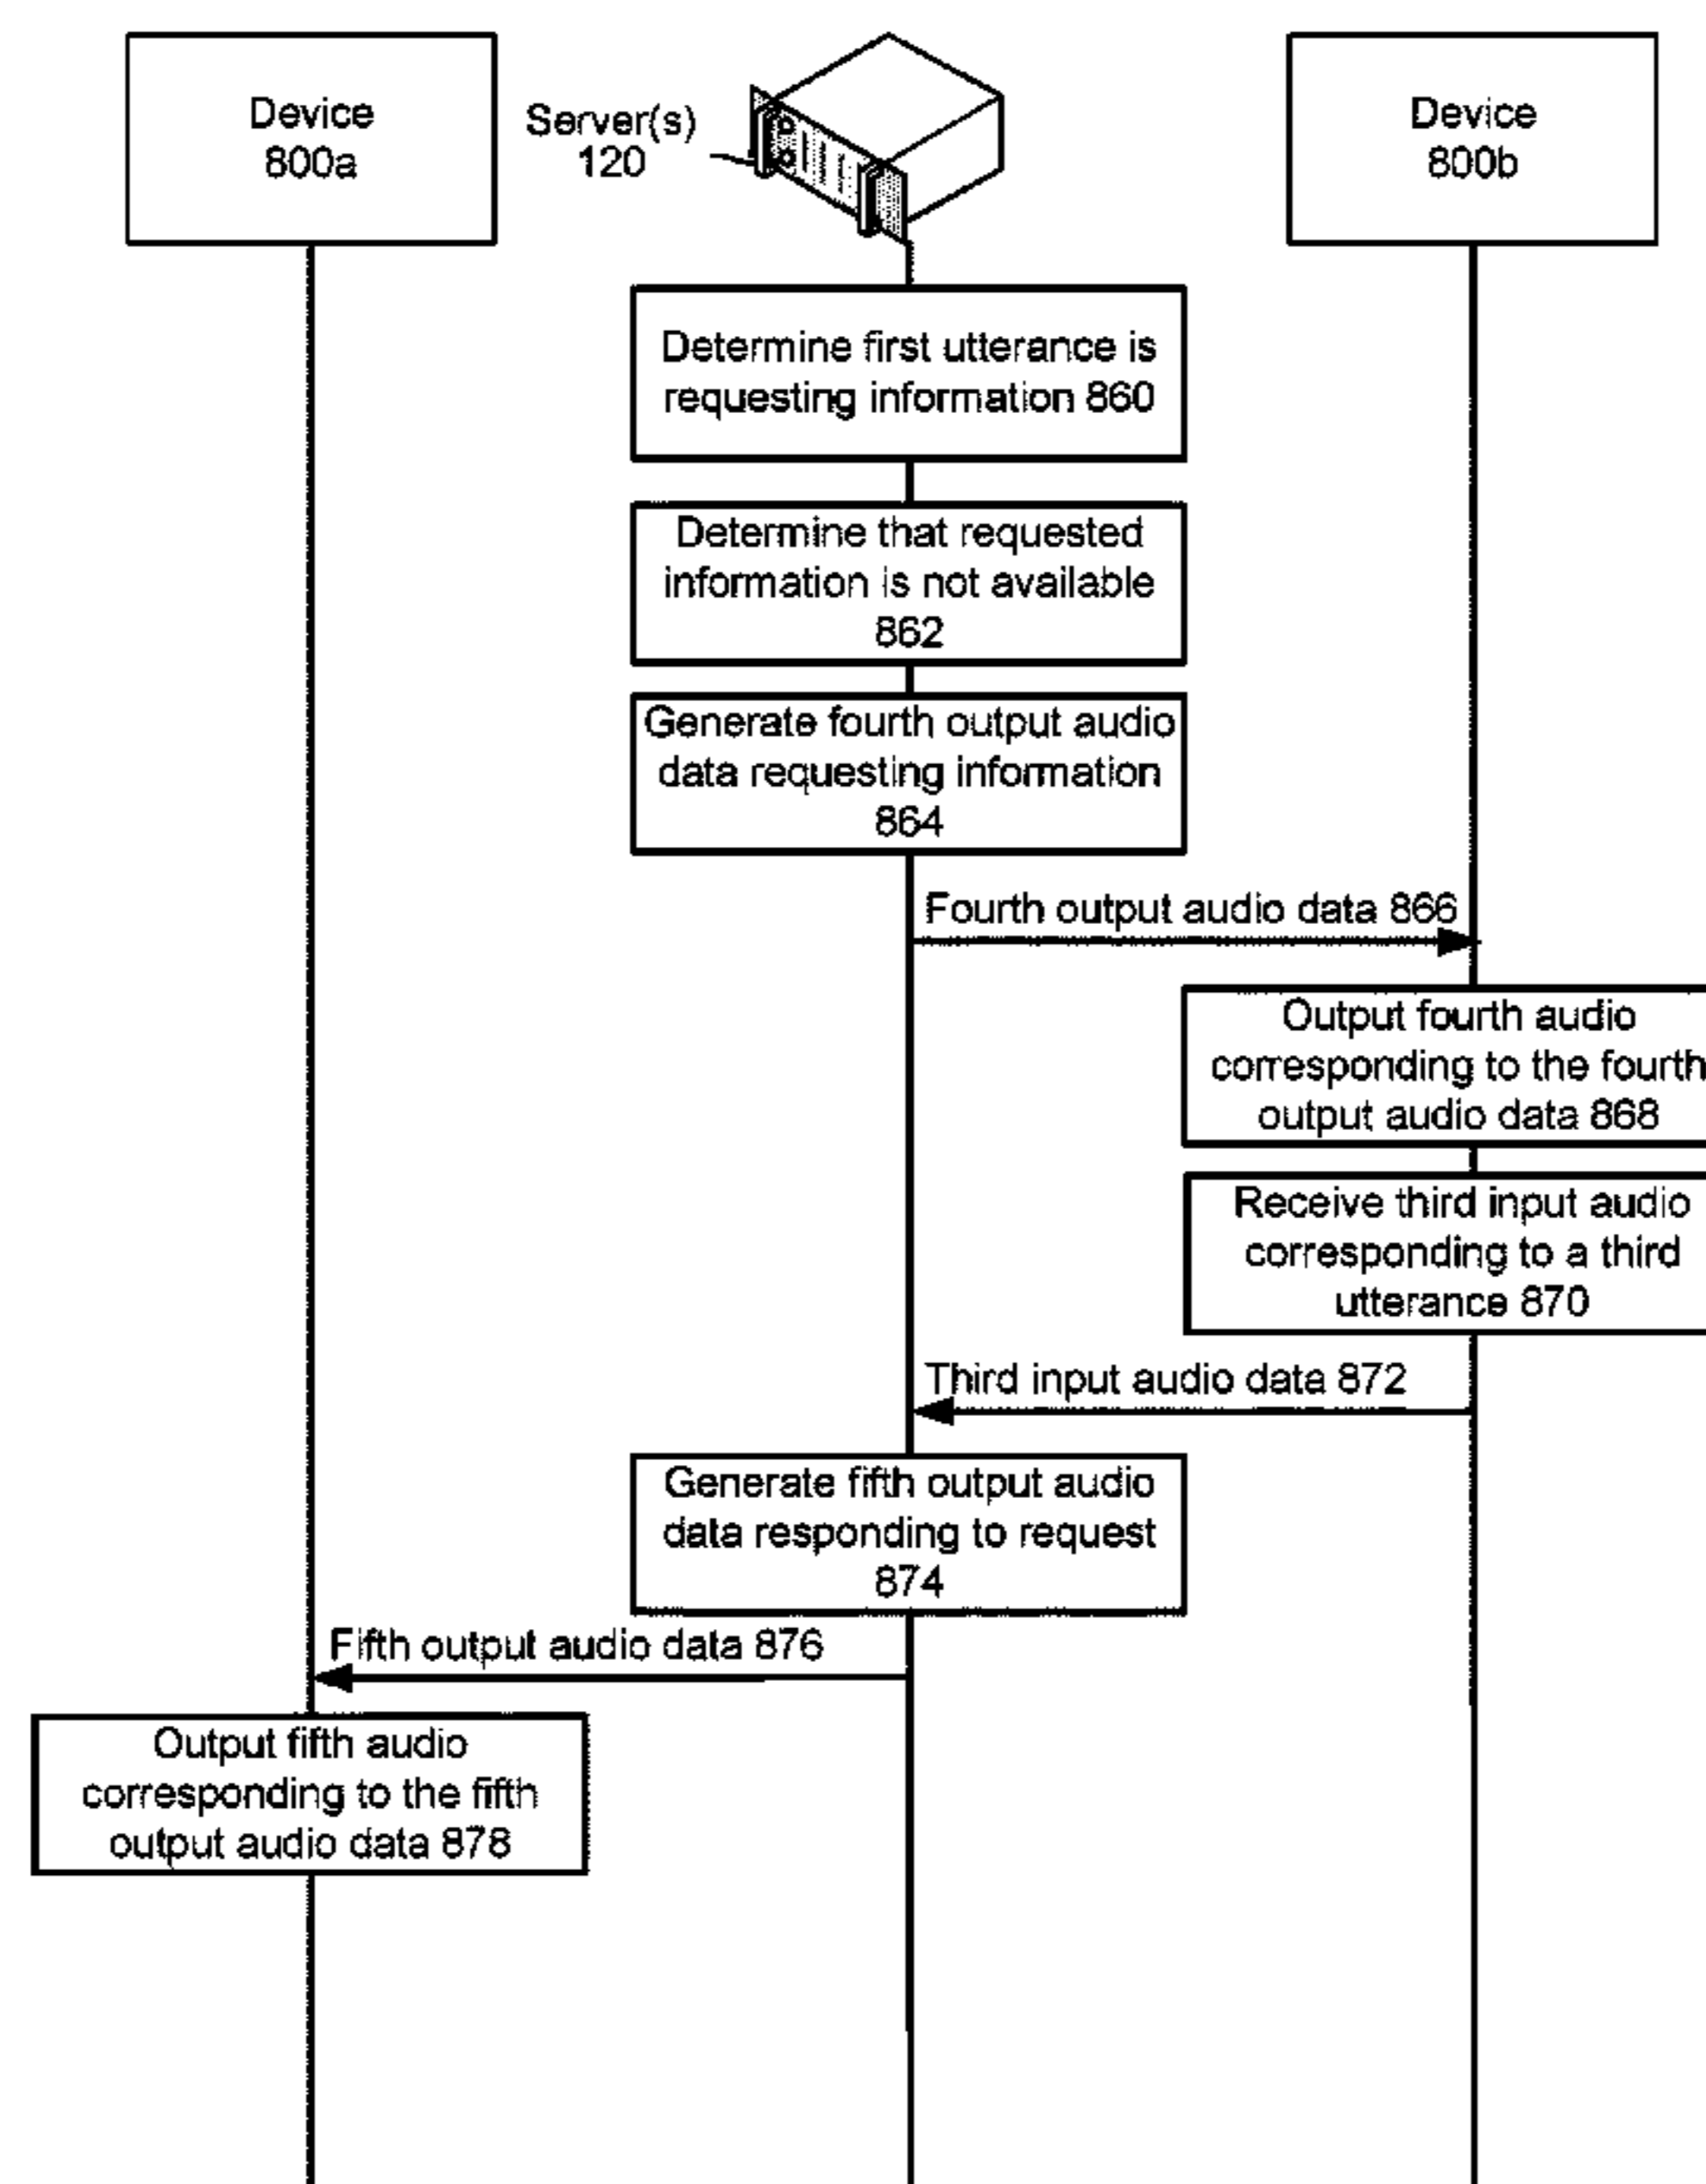 Device
800a
Server(s)
120
Device
800b
Determine first utterance is
requesting information 860
Determine that requested
information is not available
862
Generate fourth output audio
data requesting information
864
Fourth output audio data 866
Output fourth audio
corresponding to the fourth
output audio data 868
Receive third input audio
corresponding to a third
utterance 870
Third input audio data 872
Generate fifth output audio
data responding to request
874
Fifth output audio data 876
Output fifth audio
corresponding to the fifth
output audio data 878